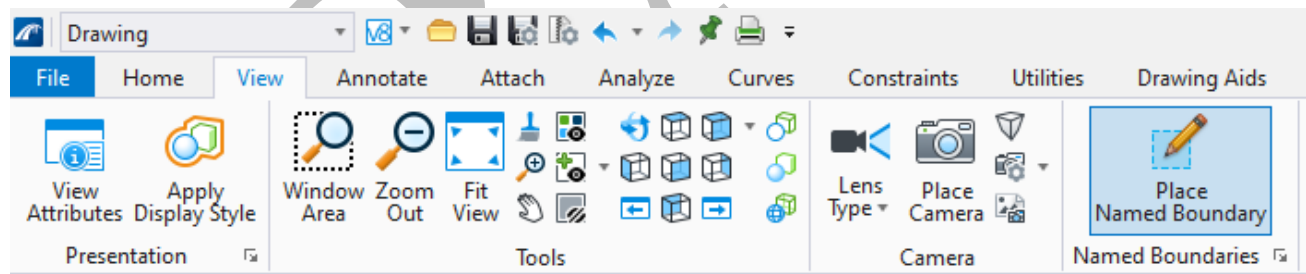 Drawing
V8
File Home View Annotate Attach Analyze Curves Constraints Utilities Drawing Aids
View Attributes
Apply Display Style
Window Area
Zoom Out
Fit View
Lens Type
Place Camera
Place Named Boundary
Presentation
Tools
Camera
Named Boundaries